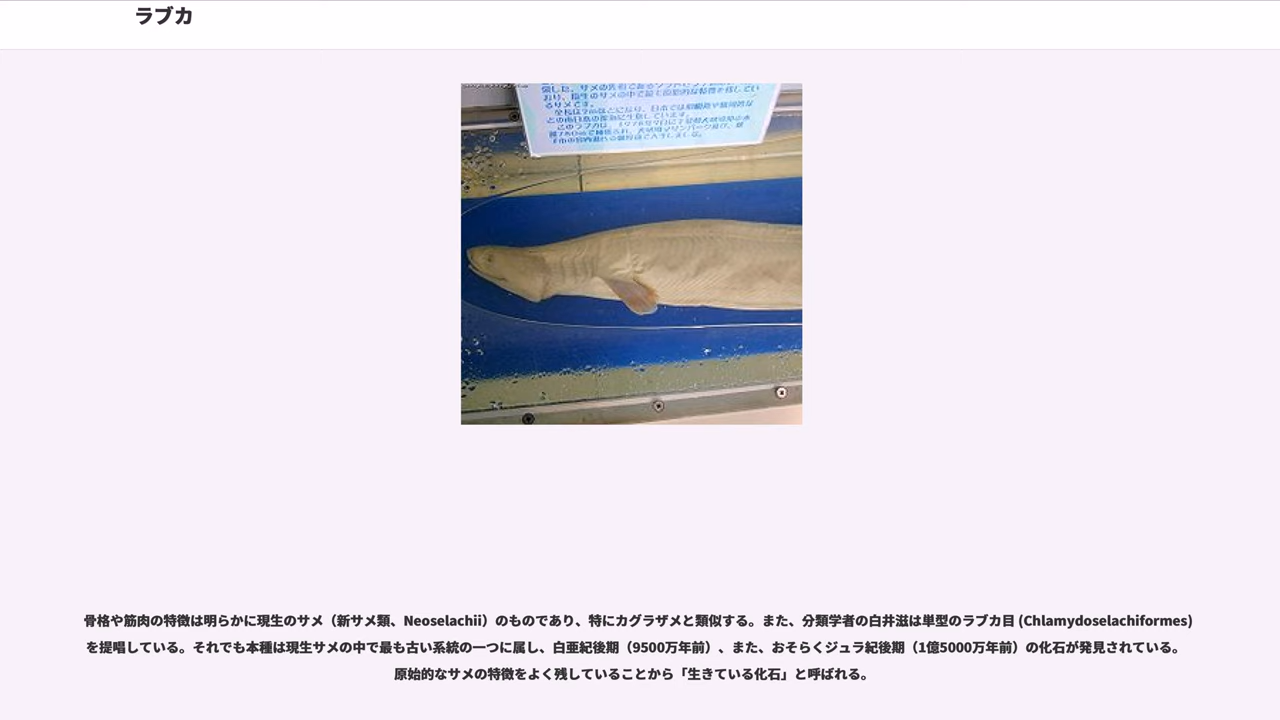 ラブカ
るサメです。
骨格や筋肉の特徴は明らかに現生のサメ（新サメ類、Neoselachii）のものであり、特にカグラザメと類似する。また、分類学者の白井滋は単型のラブカ目 (Chlamydoselachiformes)
を提唱している。それでも本種は現生サメの中で最も古い系統の一つに属し、白亜紀後期（9500万年前）、また、おそらくジュラ紀後期（1億5000万年前）の化石が発見されている。
原始的なサメの特徴をよく残していることから「生きている化石」と呼ばれる。